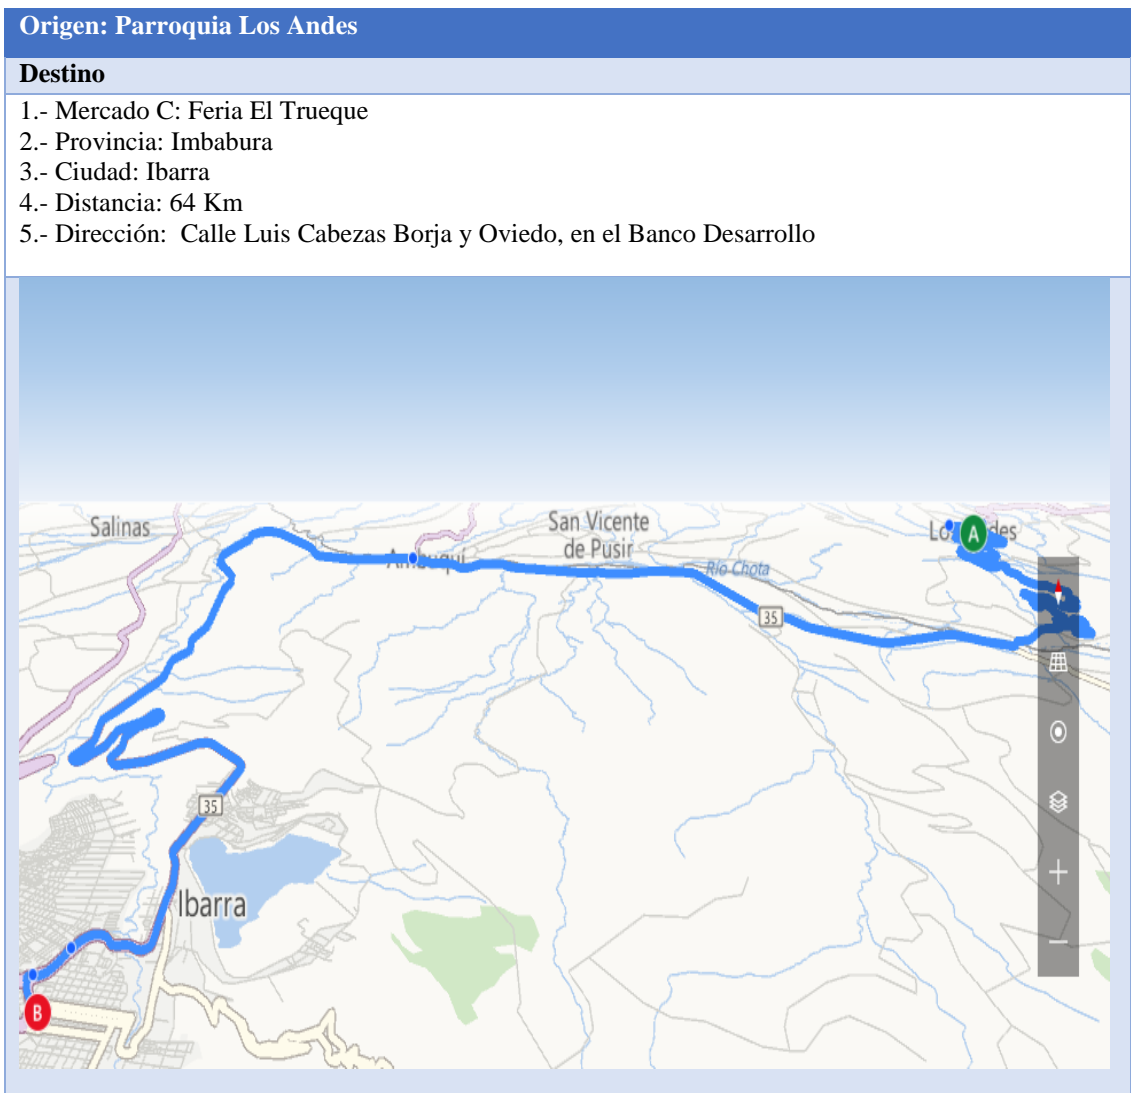 Origen: Parroquia Los Andes
Destino
1.- Mercado C: Feria El Trueque
2.- Provincia: Imbabura
3.- Ciudad: Ibarra
4.- Distancia: 64 Km
5.- Dirección:  Calle Luis Cabezas Borja y Oviedo, en el Banco Desarrollo
Salinas
San Vicente
de Pusir
Ambuquí
Río Chota
A
35
35
Ibarra
B